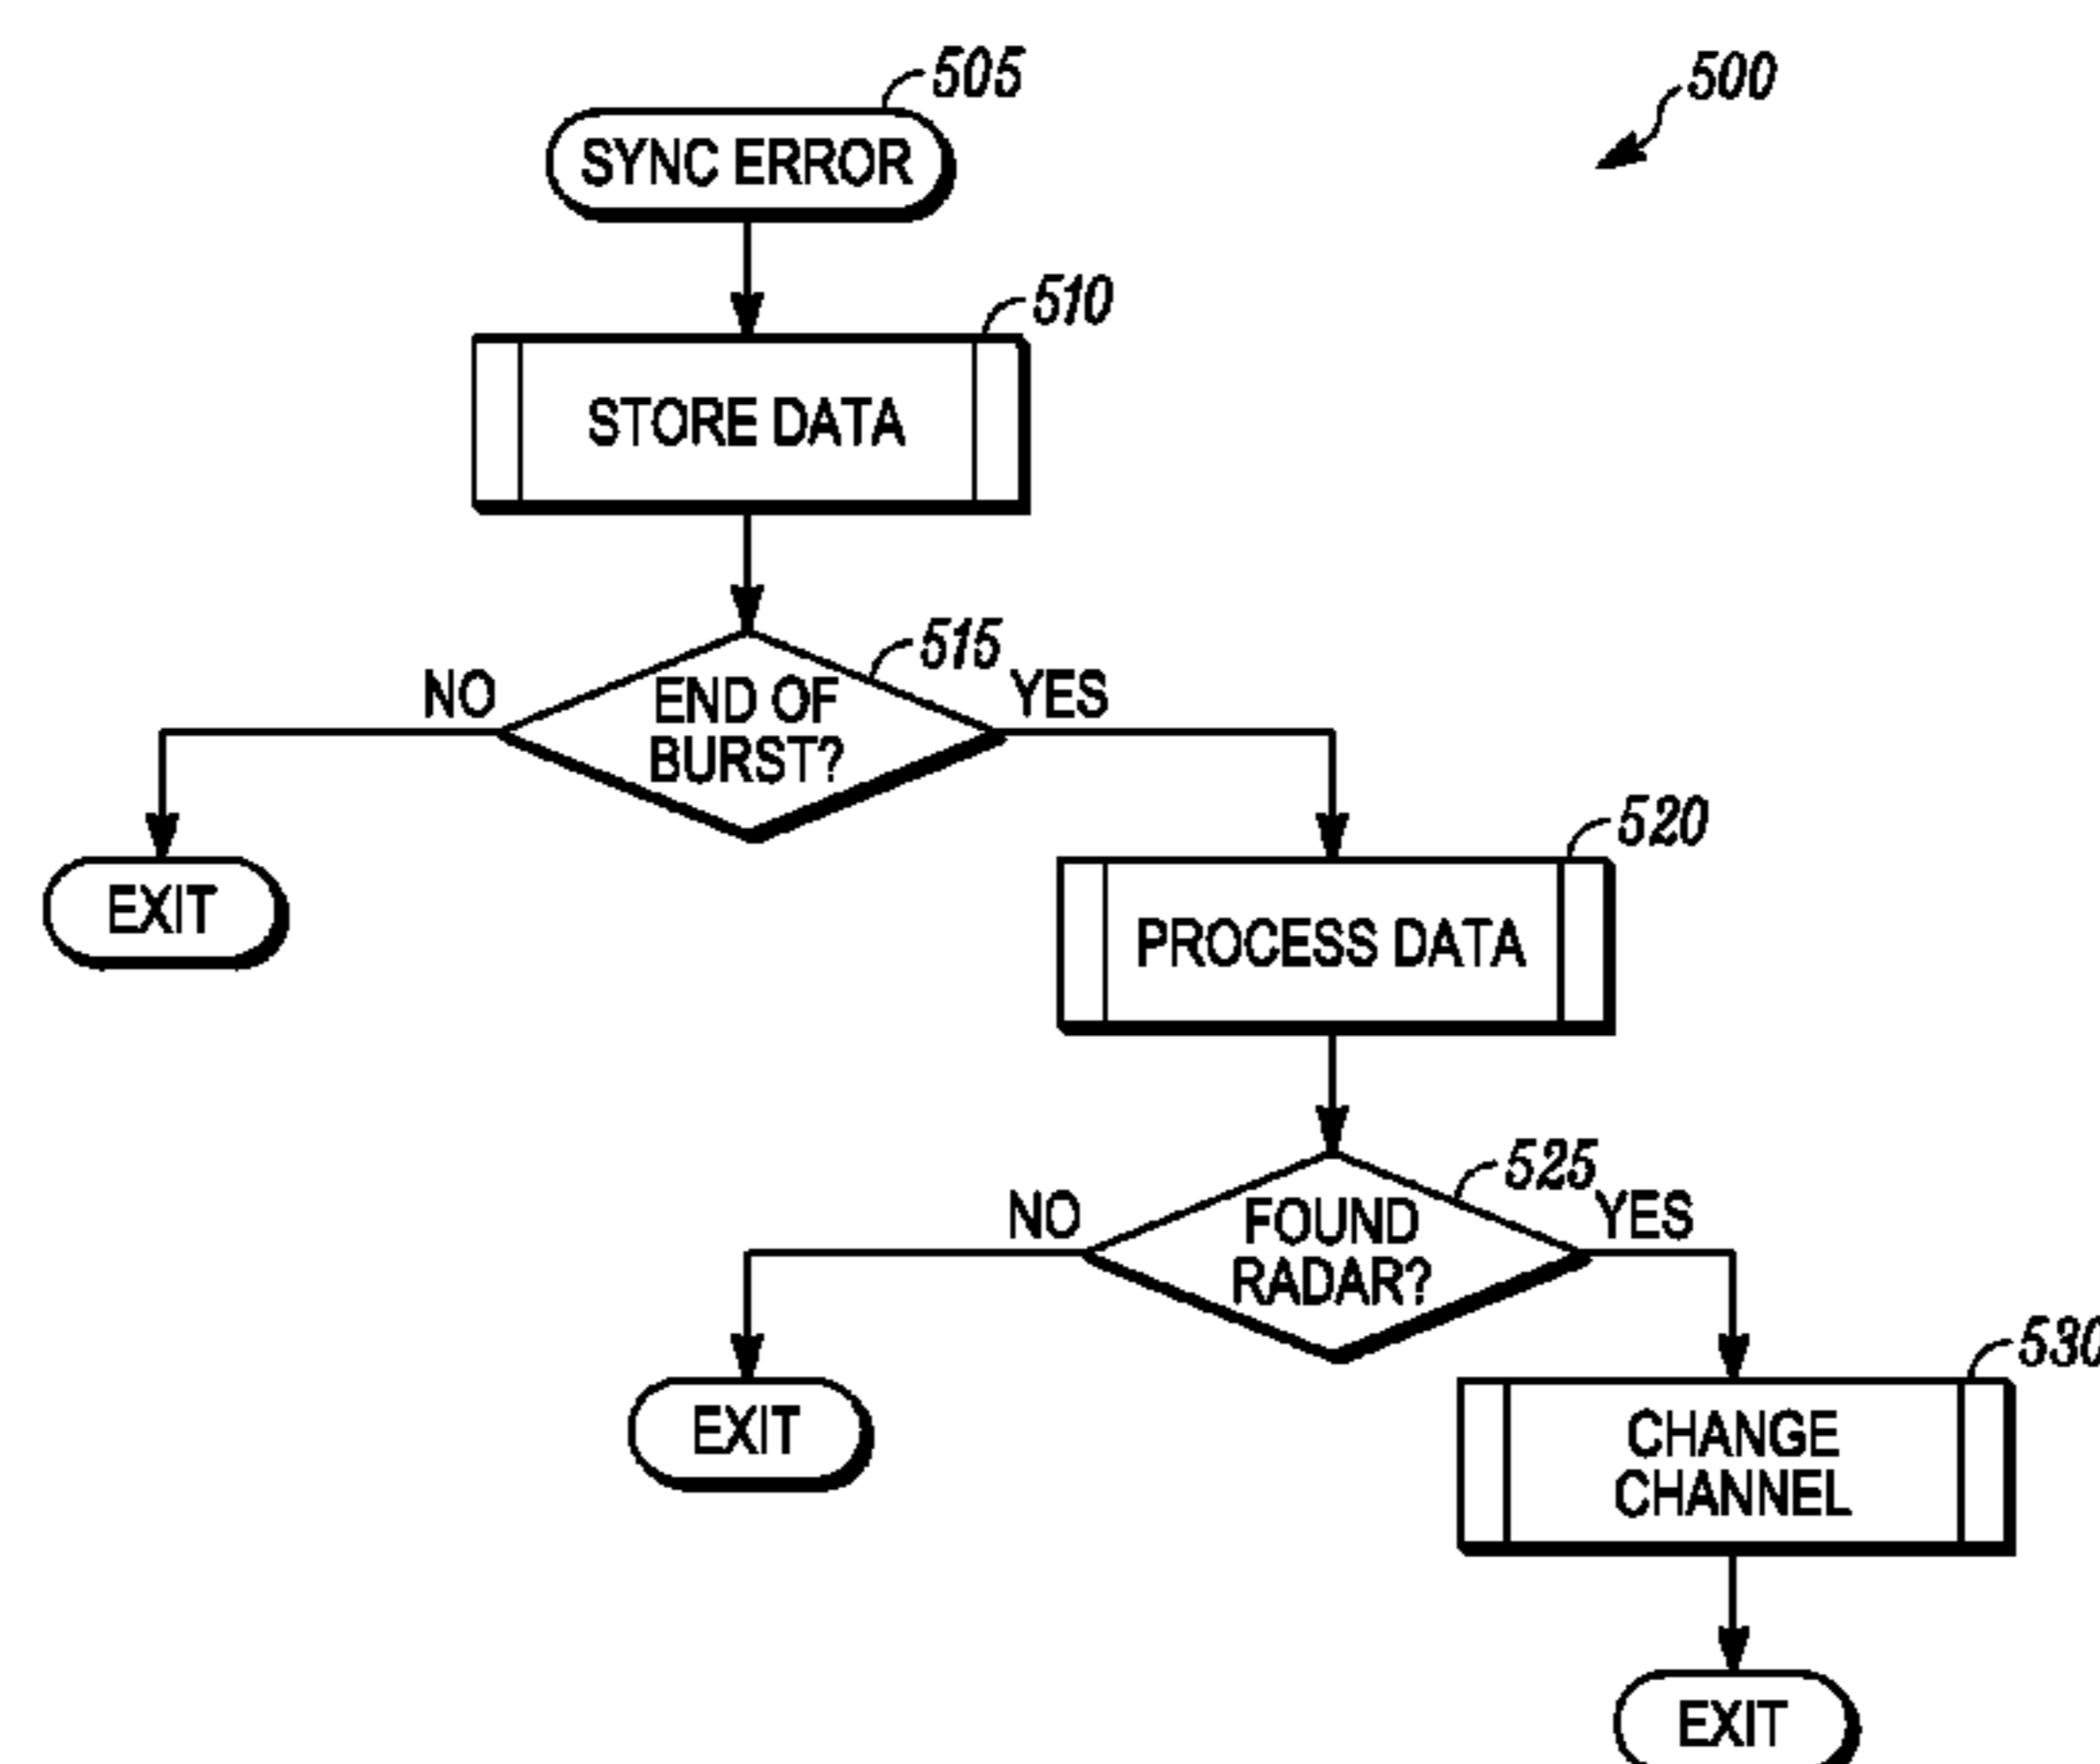 505
500
SYNC ERROR
510
STORE DATA
515
NO
YES
END OF
BURST?
520
EXIT
PROCESS DATA
525
NO
YES
FOUND
RADAR?
530
EXIT
CHANGE
CHANNEL
EXIT